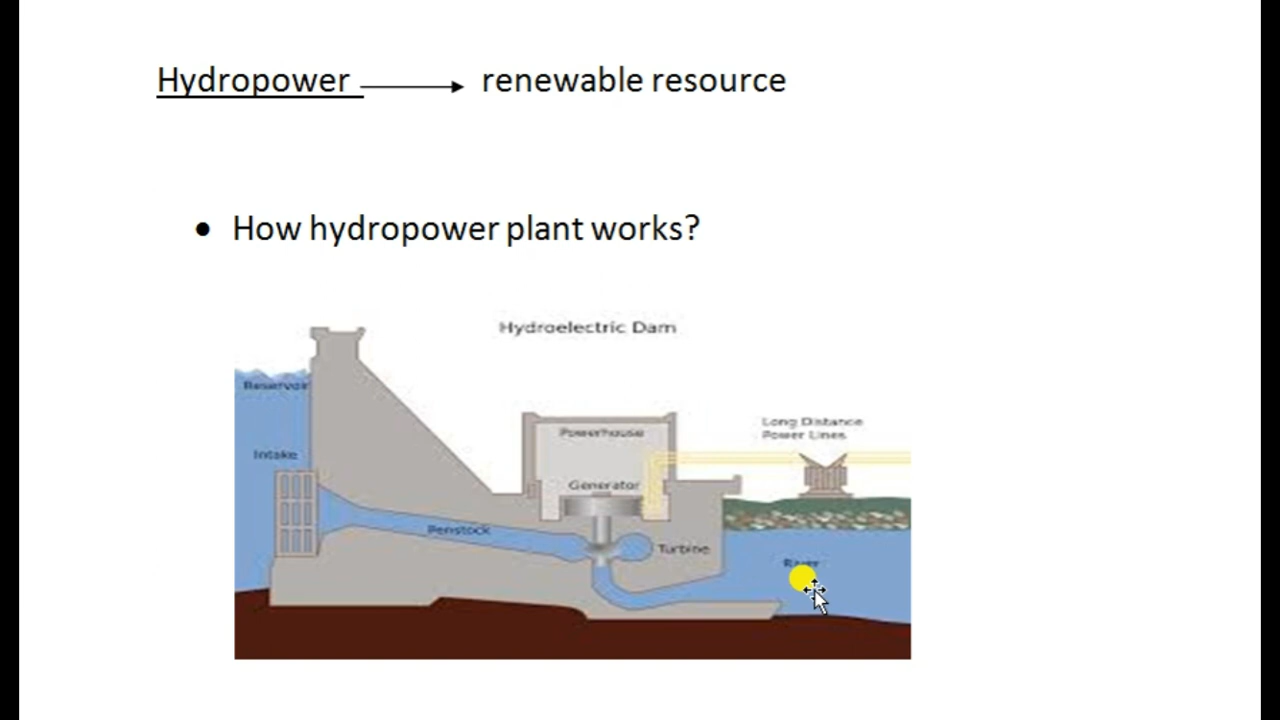 Hydropower renewable resource
• How hydropower plant works?
Hydroelectric Dam
Reservoir
Long Distance
Power Lines
Powerhouse
Intake
Generator
Penstock
Turbine
River